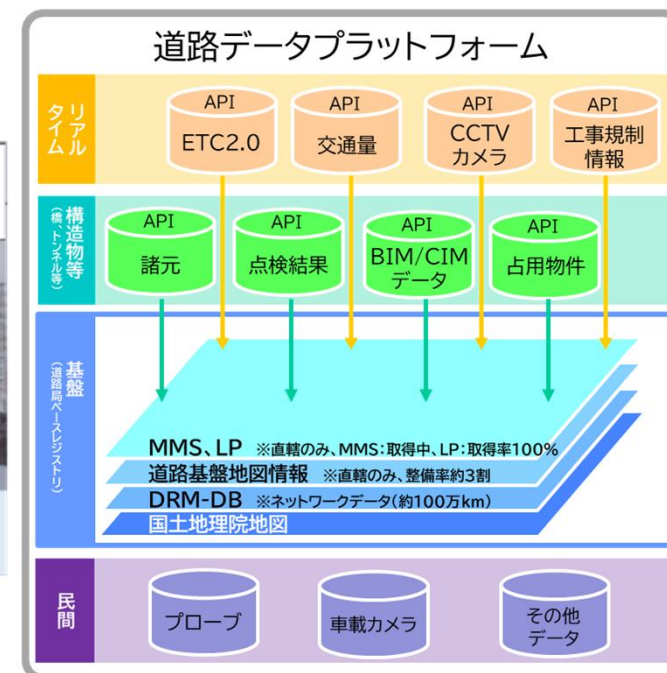 道路データプラットフォーム
リアル
タイム
API
ETC2.0
API
交通量
API
CCTV
カメラ
API
工事規制
情報
構造物等
(橋、トンネル等)
API
諸元
API
点検結果
API
BIM/CIM
データ
API
占用物件
基盤
(道路局ベースレジストリ)
MMS、LP ※直轄のみ、MMS:取得中、LP:取得率100%
道路基盤地図情報 ※直轄のみ、整備率約3割
DRM-DB ※ネットワークデータ(約100万km)
国土地理院地図
民間
プローブ
車載カメラ
その他
データ